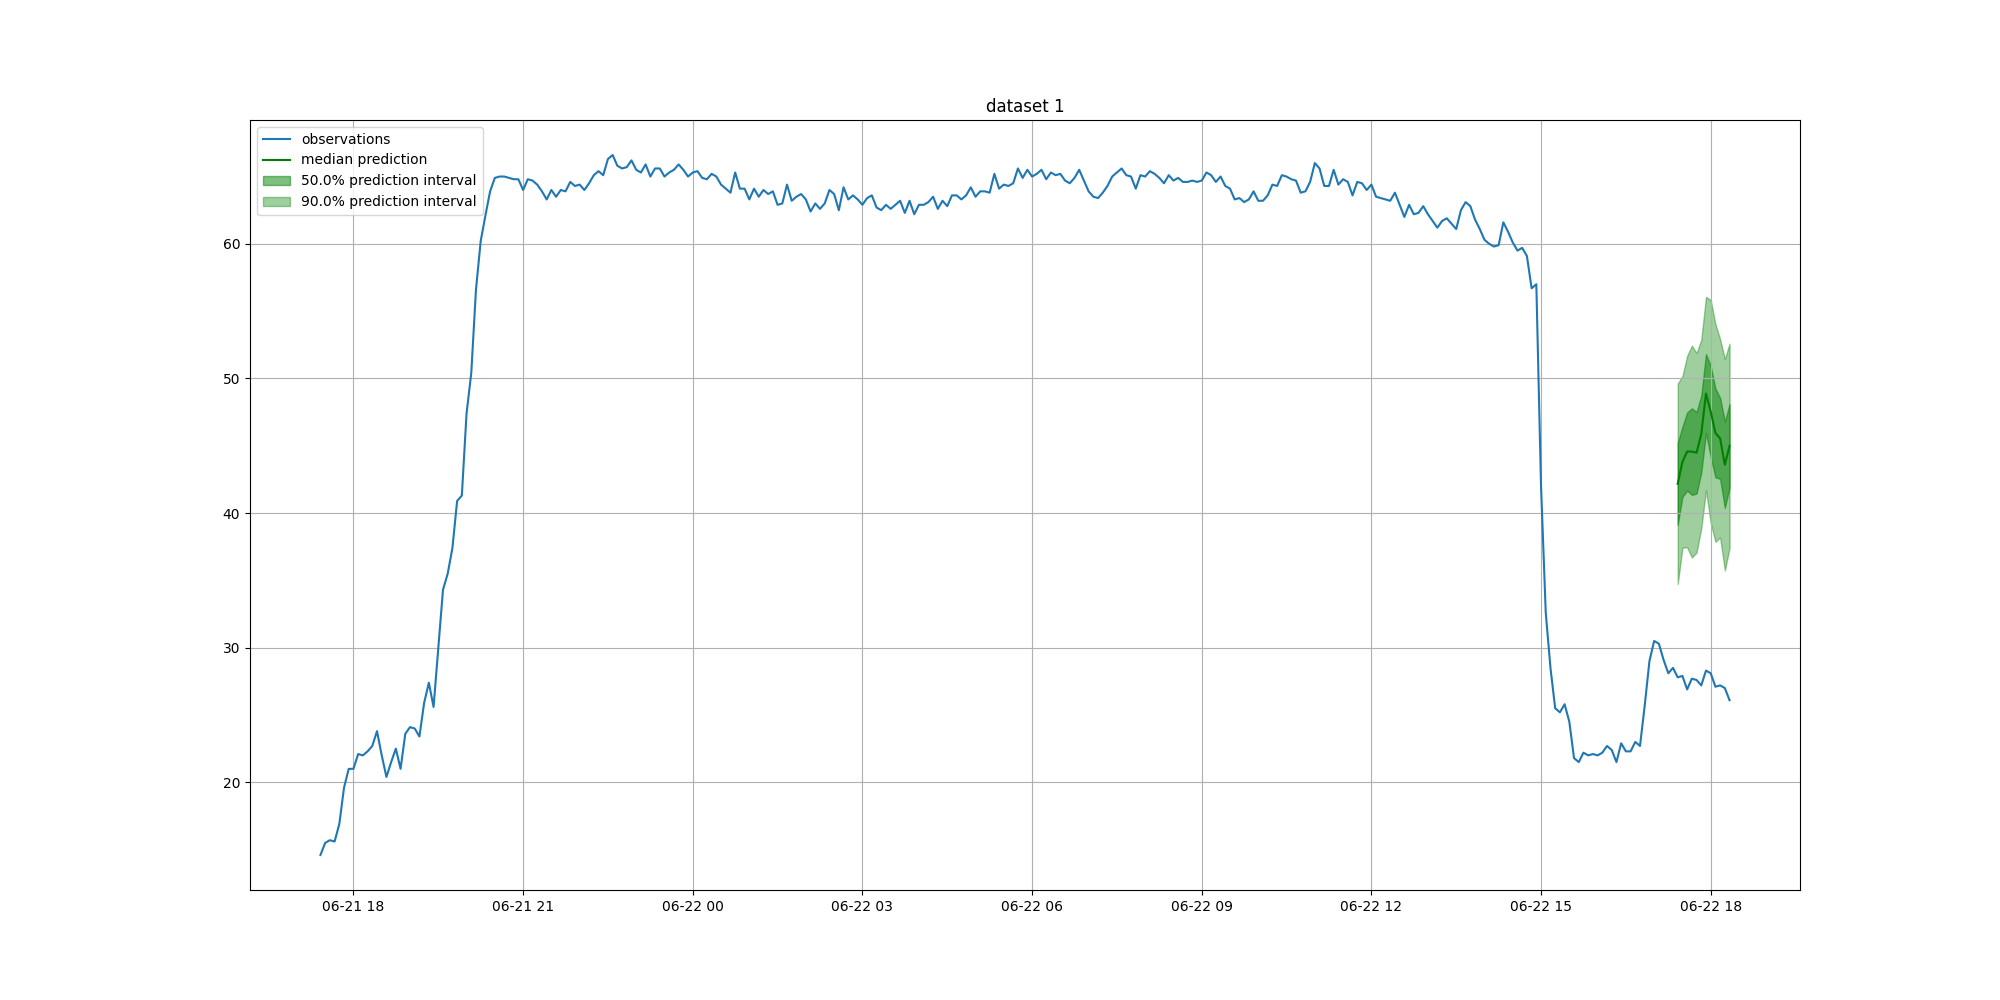 dataset 1
observations
median prediction
50.0% prediction interval
90.0% prediction interval
60
50
40
30
20
06-21 18
06-21 21
06-22 00
06-22 03
06-22 06
06-22 09
06-22 12
06-22 15
06-22 18